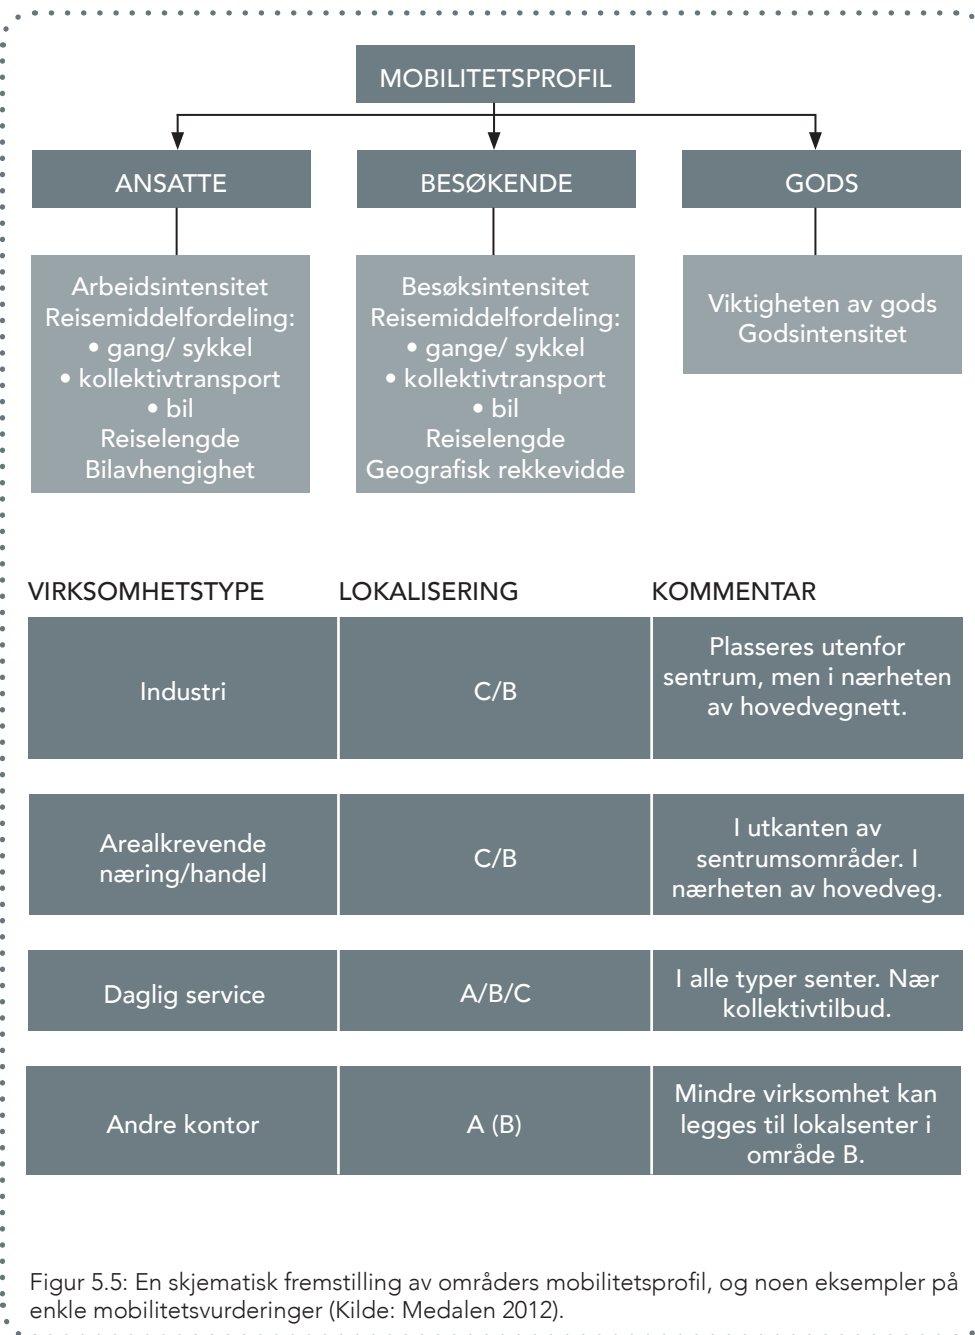 MOBILITETSPROFIL
ANSATTE
BESØKENDE
GODS
Arbeidsintensitet
Reisemiddelfordeling:
• gang/ sykkel
• kollektivtransport
• bil
Reiselengde
Bilavhengighet
Besøksintensitet
Reisemiddelfordeling:
• gange/ sykkel
• kollektivtransport
• bil
Reiselengde
Geografisk rekkevidde
Viktigheten av gods
Godsintensitet
VIRKSOMHETSTYPE
LOKALISERING
KOMMENTAR
Industri
C/B
Plasseres utenfor
sentrum, men i nærheten
av hovedvegnett.
Arealkrevende
næring/handel
C/B
I utkanten av
sentrumsområder. I
nærheten av hovedveg.
Daglig service
A/B/C
I alle typer senter. Nær
kollektivtilbud.
Andre kontor
A (B)
Mindre virksomhet kan
legges til lokalsenter i
område B.
Figur 5.5: En skjematisk fremstilling av områders mobilitetsprofil, og noen eksempler på
enkle mobilitetsvurderinger (Kilde: Medalen 2012).